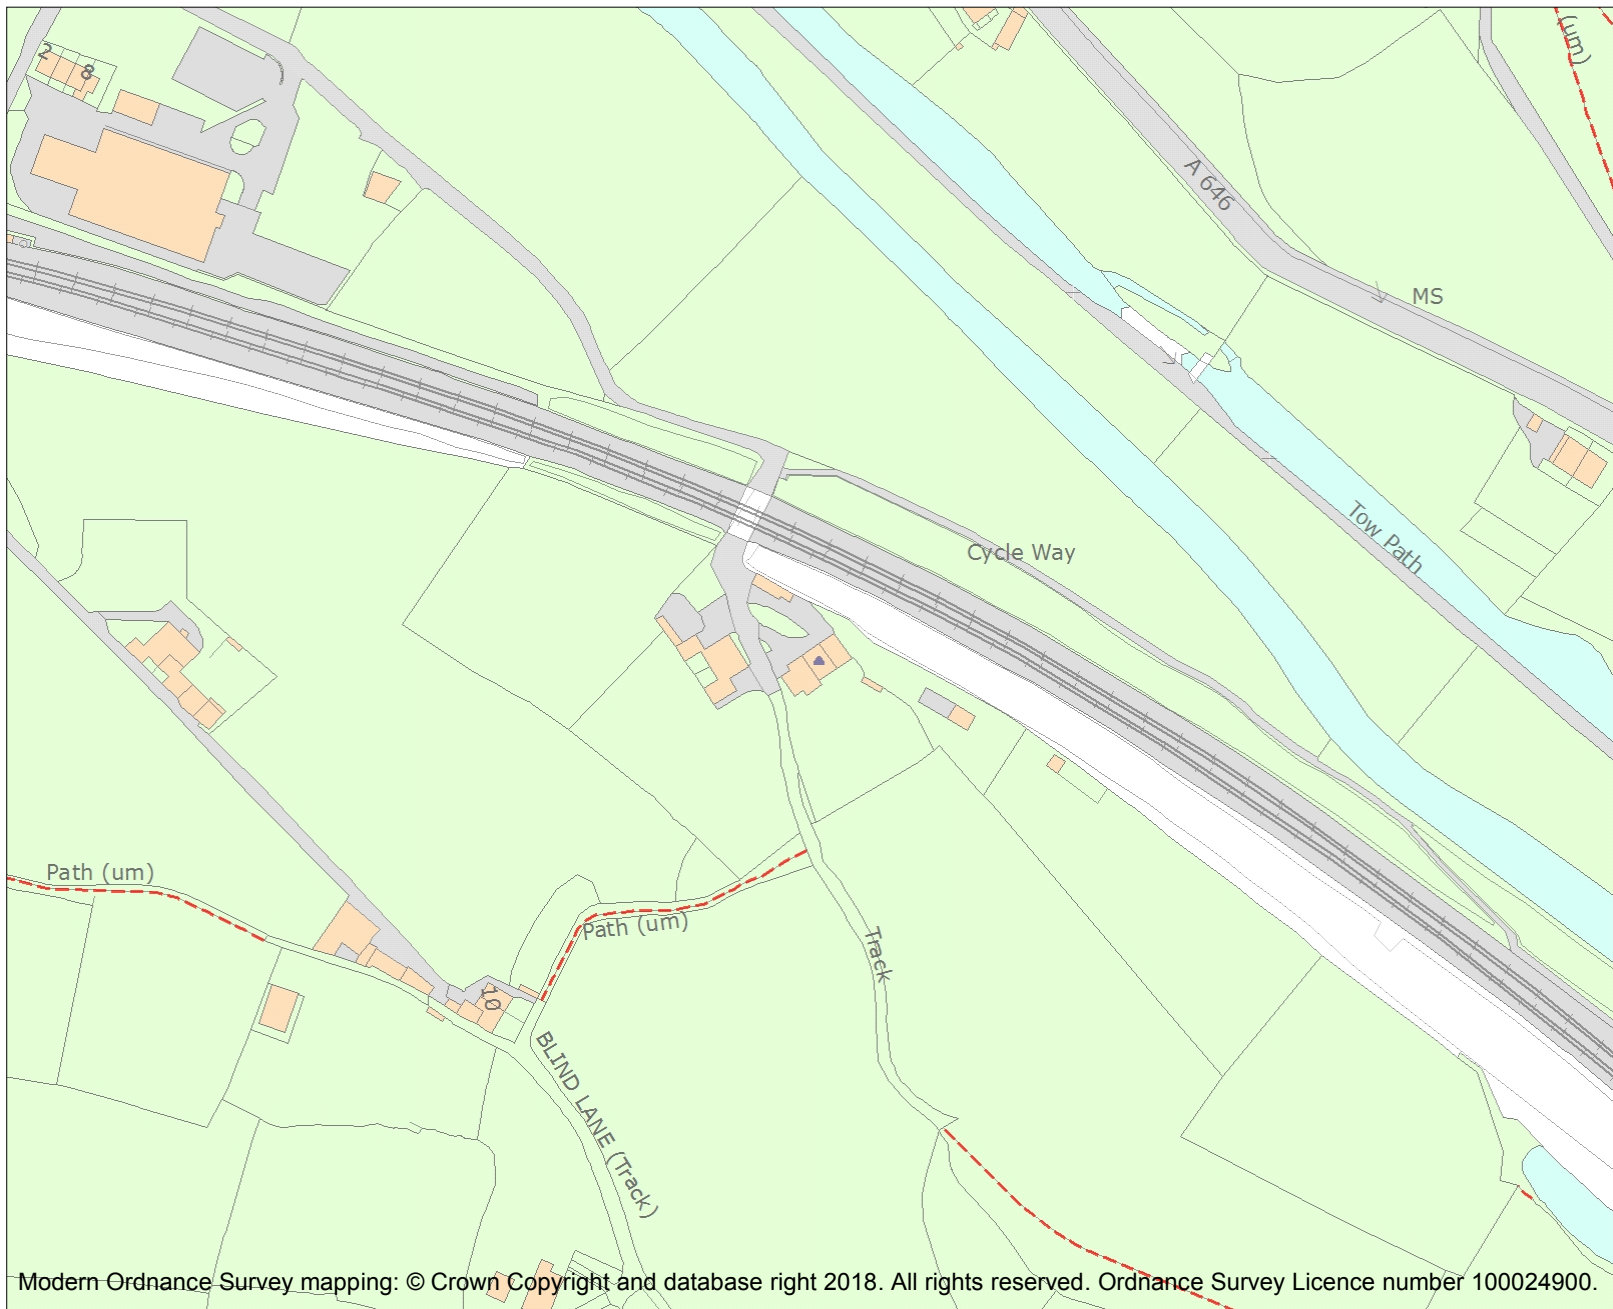 (um)
2
8
A 646
MS
Tow Path
Cycle Way
Path (um)
Path (um)
Track
10
BLIND LANE (Track)
Modern Ordnance Survey mapping: © Crown Copyright and database right 2018. All rights reserved. Ordnance Survey Licence number 100024900.